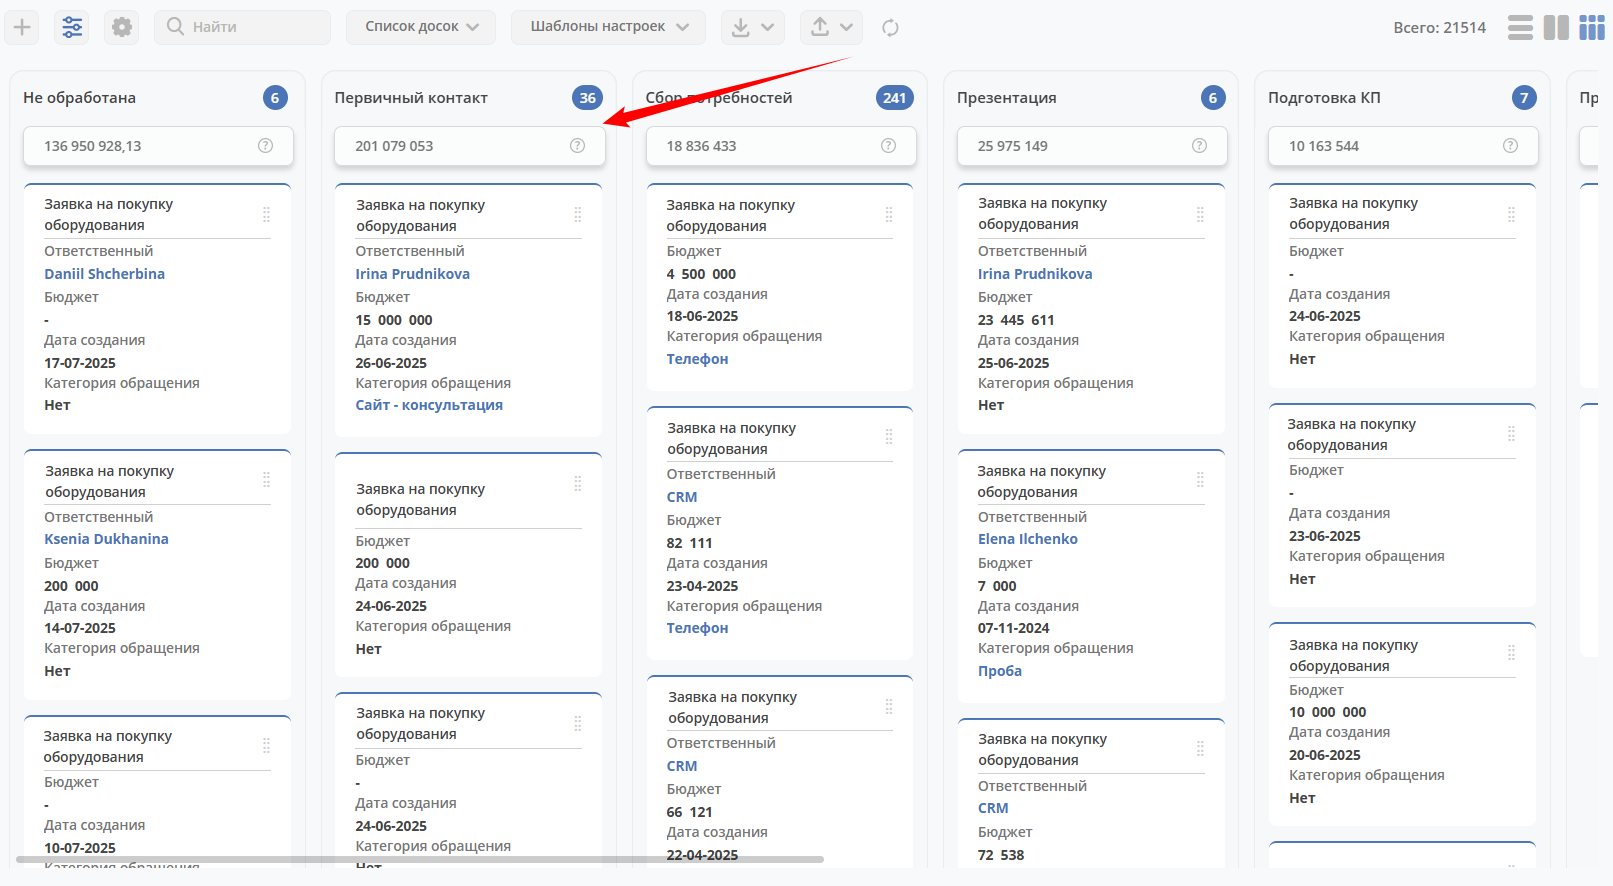 Найти
Список досок
Шаблоны настроек
Всего: 21514
Не обработана 6
136 950 928,13
Заявка на покупку
оборудования
Ответственный
Daniil Shcherbina
Бюджет
-
Дата создания
17-07-2025
Категория обращения
Нет
Заявка на покупку
оборудования
Ответственный
Ksenia Dukhanina
Бюджет
200 000
Дата создания
14-07-2025
Категория обращения
Нет
Заявка на покупку
оборудования
Бюджет
-
Дата создания
10-07-2025
Категория обращения
Первичный контакт 36
201 079 053
Заявка на покупку
оборудования
Ответственный
Irina Prudnikova
Бюджет
15 000 000
Дата создания
26-06-2025
Категория обращения
Сайт - консультация
Заявка на покупку
оборудования
Бюджет
200 000
Дата создания
24-06-2025
Категория обращения
Нет
Заявка на покупку
оборудования
Бюджет
-
Дата создания
24-06-2025
Категория обращения
Нет
Сбор потребностей 241
18 836 433
Заявка на покупку
оборудования
Бюджет
4 500 000
Дата создания
18-06-2025
Категория обращения
Телефон
Заявка на покупку
оборудования
Ответственный
CRM
Бюджет
82 111
Дата создания
23-04-2025
Категория обращения
Телефон
Заявка на покупку
оборудования
Ответственный
CRM
Бюджет
66 121
Дата создания
22-04-2025
Презентация 6
25 975 149
Заявка на покупку
оборудования
Ответственный
Irina Prudnikova
Бюджет
23 445 611
Дата создания
25-06-2025
Категория обращения
Нет
Заявка на покупку
оборудования
Ответственный
Elena Ilchenko
Бюджет
7 000
Дата создания
07-11-2024
Категория обращения
Проба
Заявка на покупку
оборудования
Ответственный
CRM
Бюджет
72 538
Подготовка КП 7
10 163 544
Заявка на покупку
оборудования
Бюджет
-
Дата создания
24-06-2025
Категория обращения
Нет
Заявка на покупку
оборудования
Бюджет
-
Дата создания
23-06-2025
Категория обращения
Нет
Заявка на покупку
оборудования
Бюджет
10 000 000
Дата создания
20-06-2025
Категория обращения
Нет
Пр